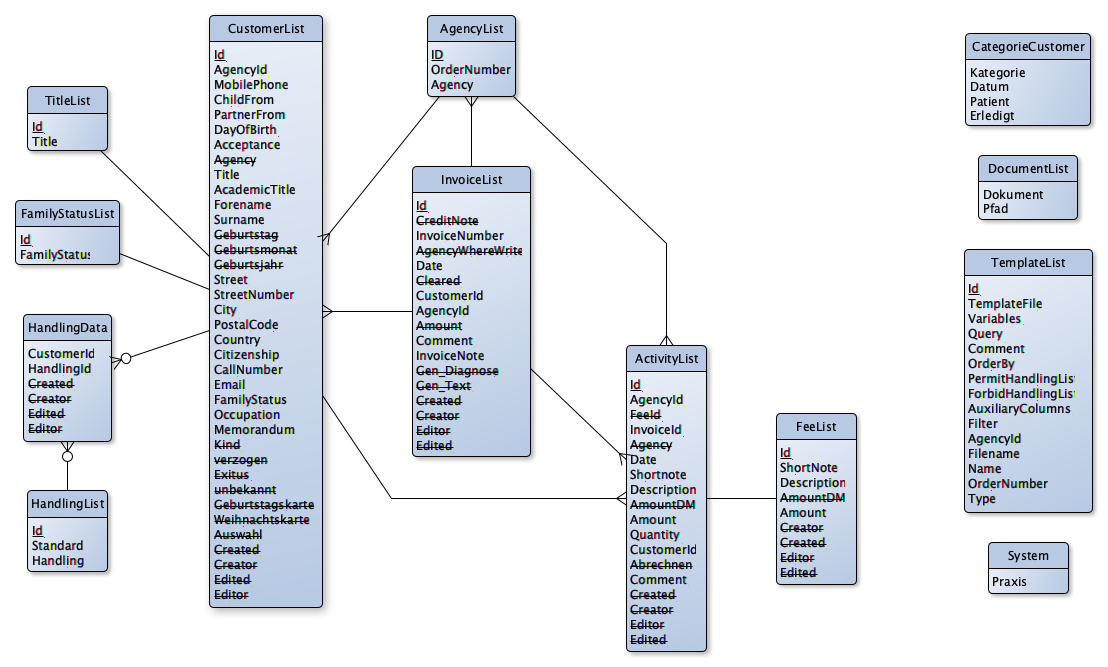 CustomerList
Id
AgencyId
MobilePhone
ChildFrom
PartnerFrom
DayOfBirth
Acceptance
Agency
Title
AcademicTitle
Forename
Surname
Geburtstag
Geburtsmonat
Geburtsjahr
Street
StreetNumber
City
PostalCode
Country
Citizenship
CallNumber
Email
FamilyStatus
Occupation
Memorandum
Kind
verzogen
Exitus
unbekannt
Geburtstagskarte
Weihnachtskarte
Auswahl
Created
Creator
Edited
Editor
AgencyList
ID
OrderNumber
Agency
CategorieCustomer
Kategorie
Datum
Patient
Erledigt
TitleList
Id
Title
DocumentList
Dokument
Pfad
InvoiceList
Id
CreditNote
InvoiceNumber
AgencyWhereWrite
Date
Cleared
CustomerId
AgencyId
Amount
Comment
InvoiceNote
Gen_Diagnose
Gen_Text
Created
Creator
Editor
Edited
FamilyStatusList
Id
FamilyStatus
TemplateList
Id
TemplateFile
Variables
Query
Comment
OrderBy
PermitHandlingList
ForbidHandlingList
AuxiliaryColumns
Filter
AgencyId
Filename
Name
OrderNumber
Type
HandlingData
CustomerId
HandlingId
Created
Creator
Edited
Editor
ActivityList
Id
AgencyId
FeeId
InvoiceId
Agency
Date
Shortnote
Description
AmountDM
Amount
Quantity
CustomerId
Abrechnen
Comment
Created
Creator
Editor
Edited
FeeList
Id
ShortNote
Description
AmountDM
Amount
Creator
Created
Editor
Edited
HandlingList
Id
Standard
Handling
System
Praxis